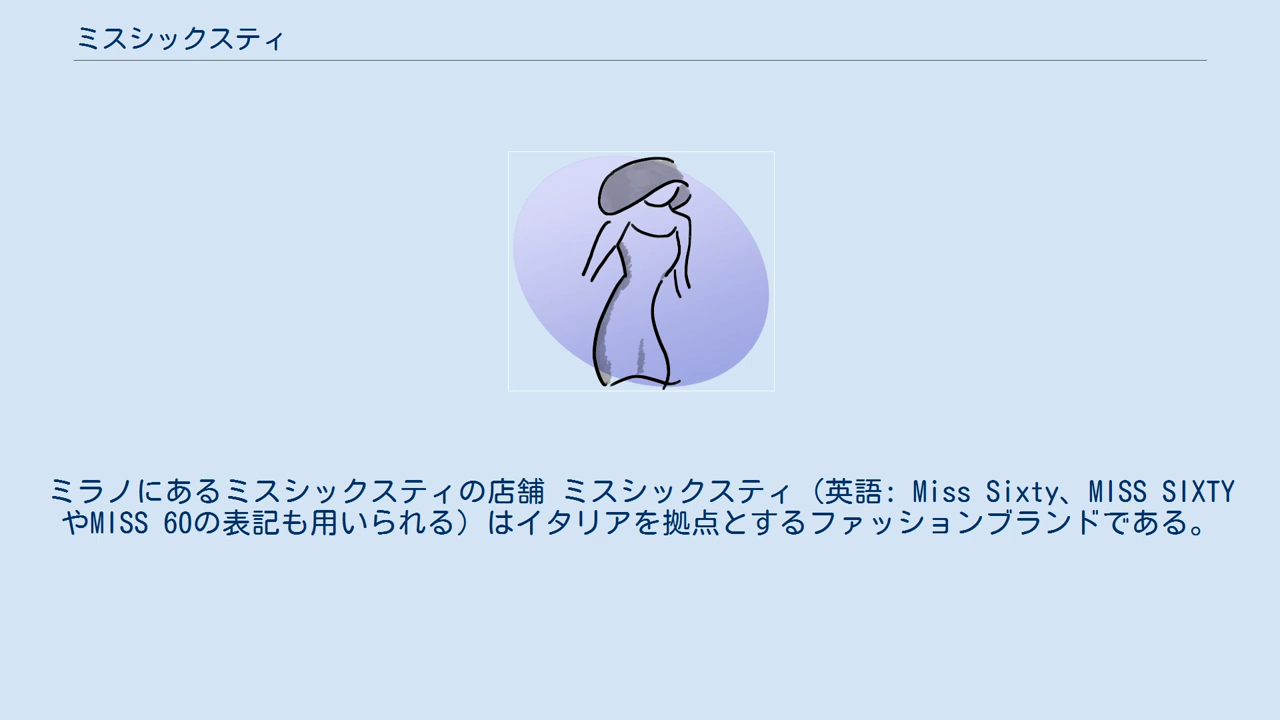 ミスシックスティ
ミラノにあるミスシックスティの店舗 ミスシックスティ（英語: Miss Sixty、MISS SIXTY
やMISS 60の表記も用いられる）はイタリアを拠点とするファッションブランドである。